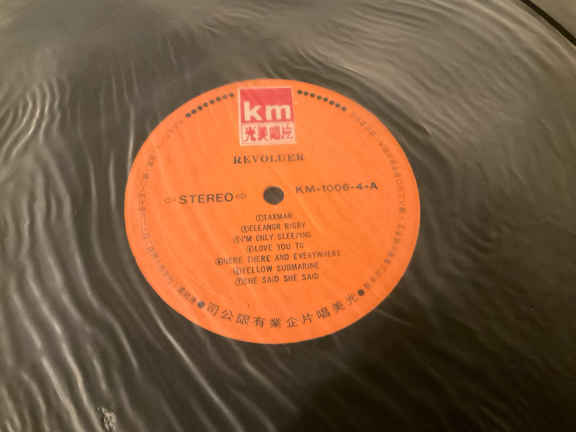 km
光美唱片
REVOLUER
STEREO
KM-1006-4-A
①TAXMAN
②ELEANOR RIGBY
③I'M ONLY SLEEPING
④LOVE YOU TO
⑤HERE THERE AND EVERYWHERE
⑥YELLOW SUBMARINE
⑦SHE SAID SHE SAID
光美唱片企業有限公司